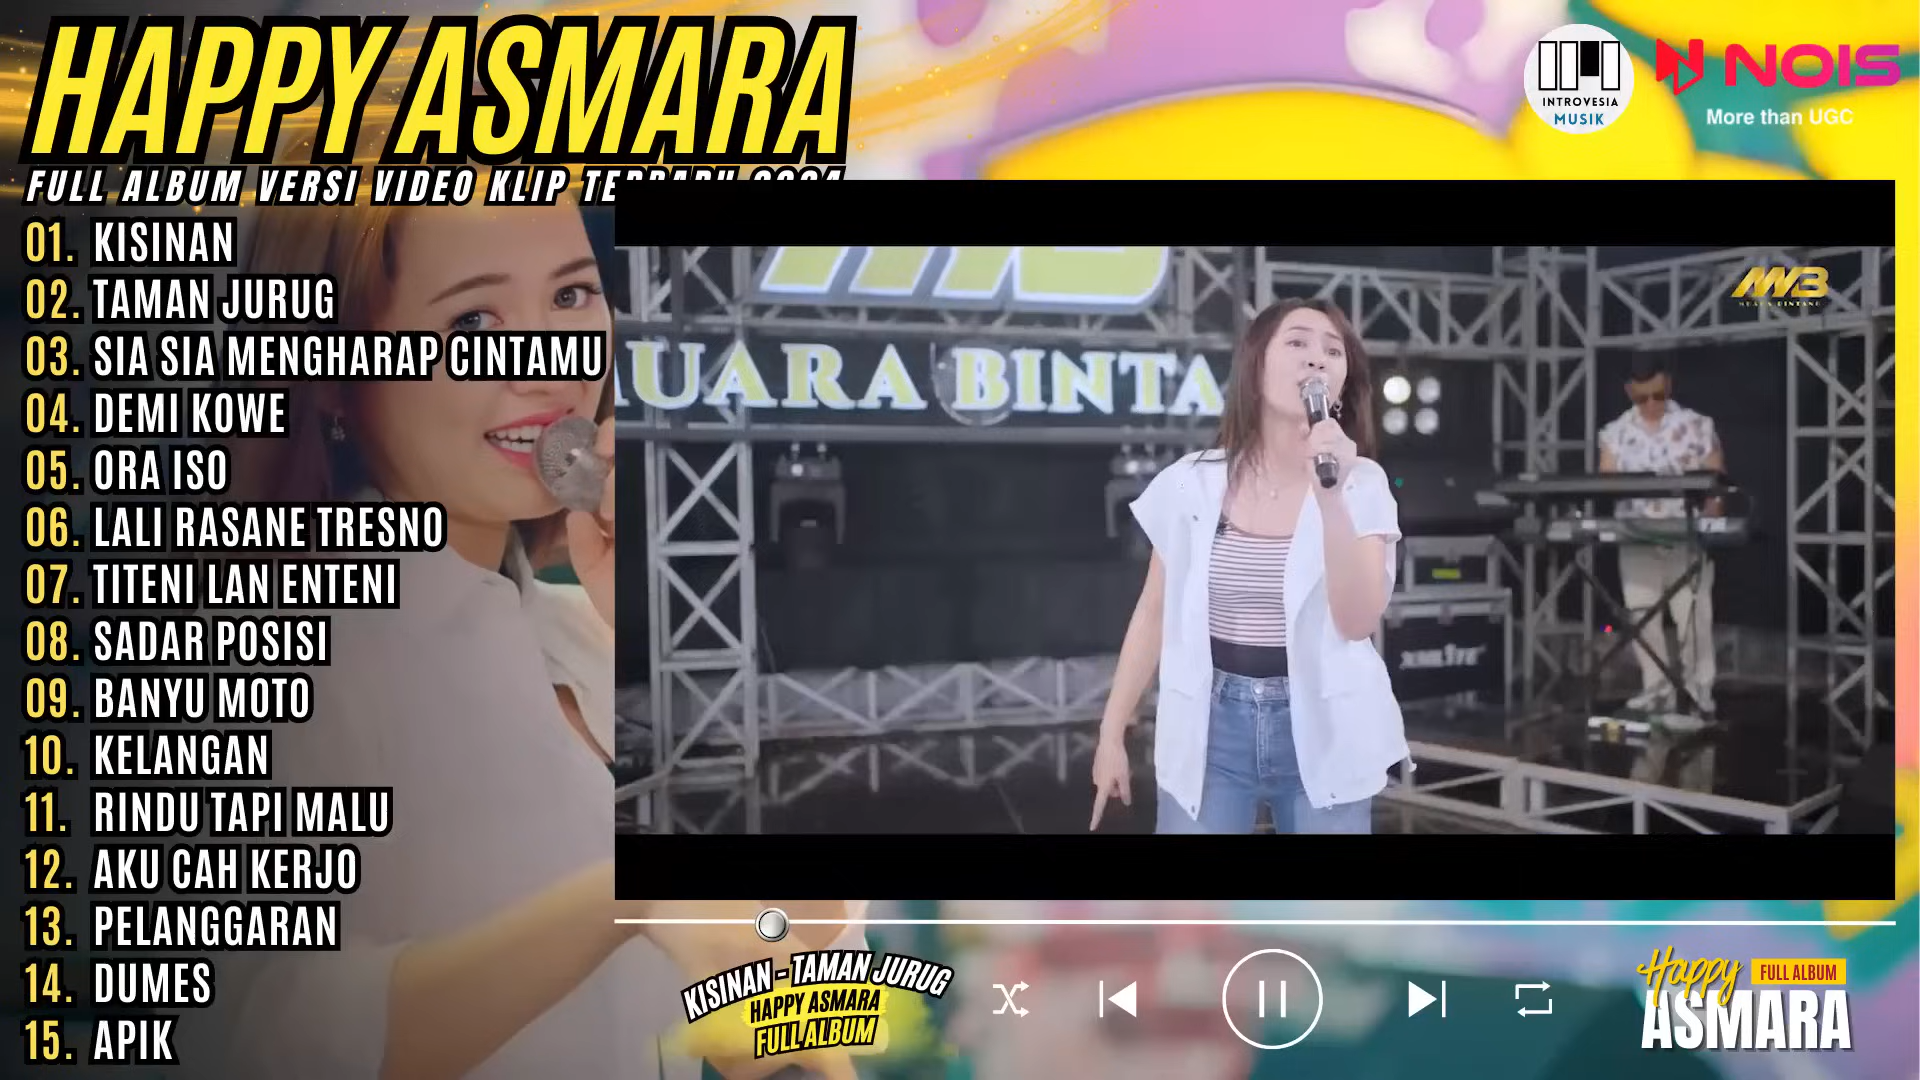 HAPPY ASMARA
FULL ALBUM VERSI VIDEO KLIP
01. KISINAN
02. TAMAN JURUG
03. SIA SIA MENGHARAP CINTAMU
04. DEMI KOWE
05. ORA ISO
06. LALI RASANE TRESNO
07. TITENI LAN ENTENI
08. SADAR POSISI
09. BANYU MOTO
10. KELANGAN
11. RINDU TAPI MALU
12. AKU CAH KERJO
13. PELANGGARAN
14. DUMES
15. APIK
INTROVESIA
MUSIK
NOIS
More than UGC
UARA BINTA
KISINAN - TAMAN JURUG
HAPPY ASMARA
FULL ALBUM
Happy
FULL ALBUM
ASMARA